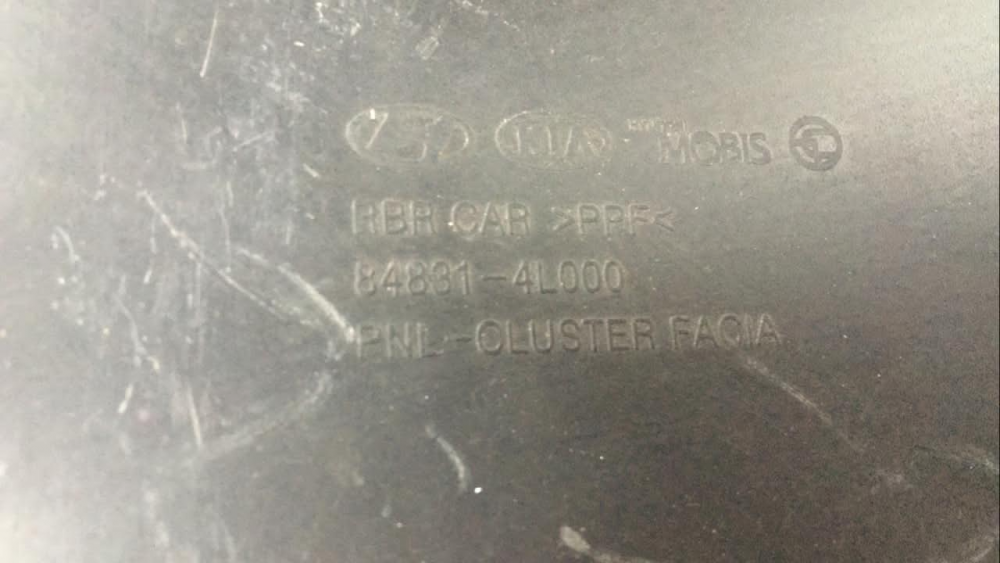 KIA MOBIS
RBR CAR >PPF<
84831-4L000
PNL-CLUSTER FACIA